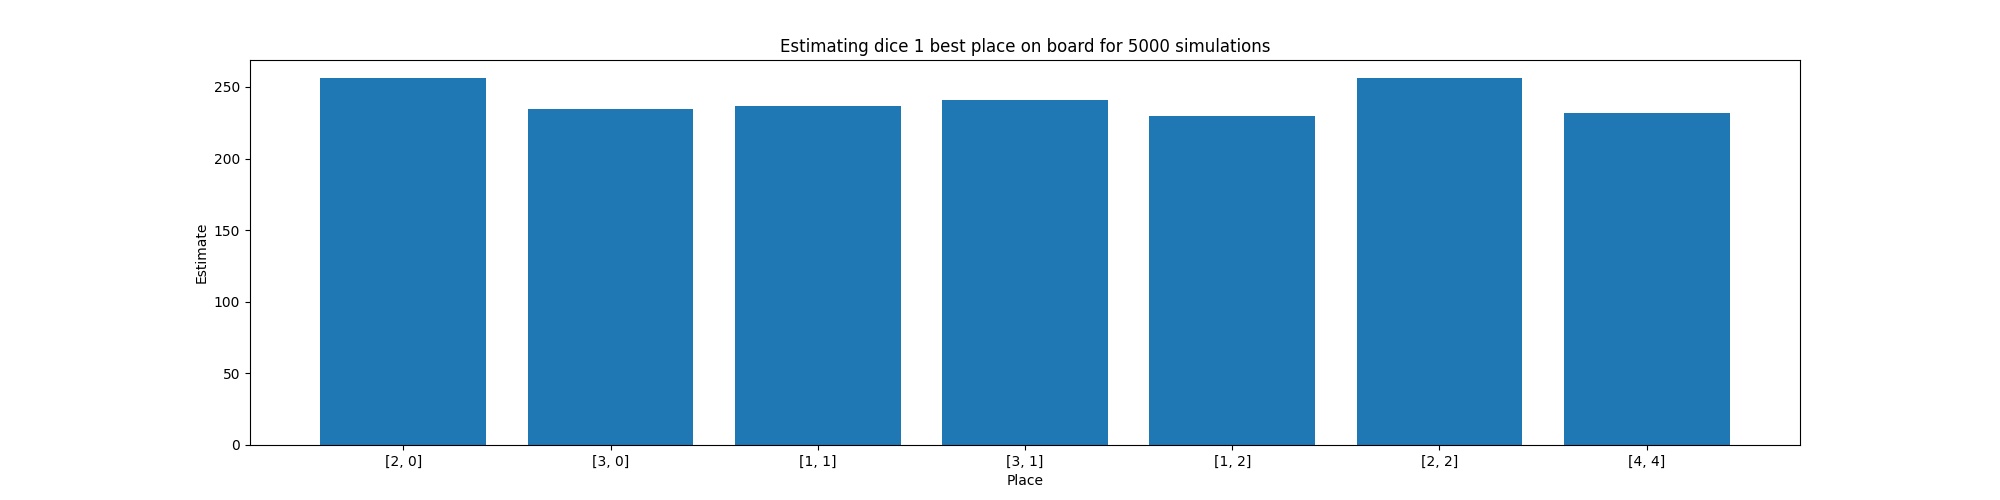 Estimating dice 1 best place on board for 5000 simulations
Estimate
250
200
150
100
50
0
[2, 0] [3, 0] [1, 1] [3, 1] [1, 2] [2, 2] [4, 4]
Place